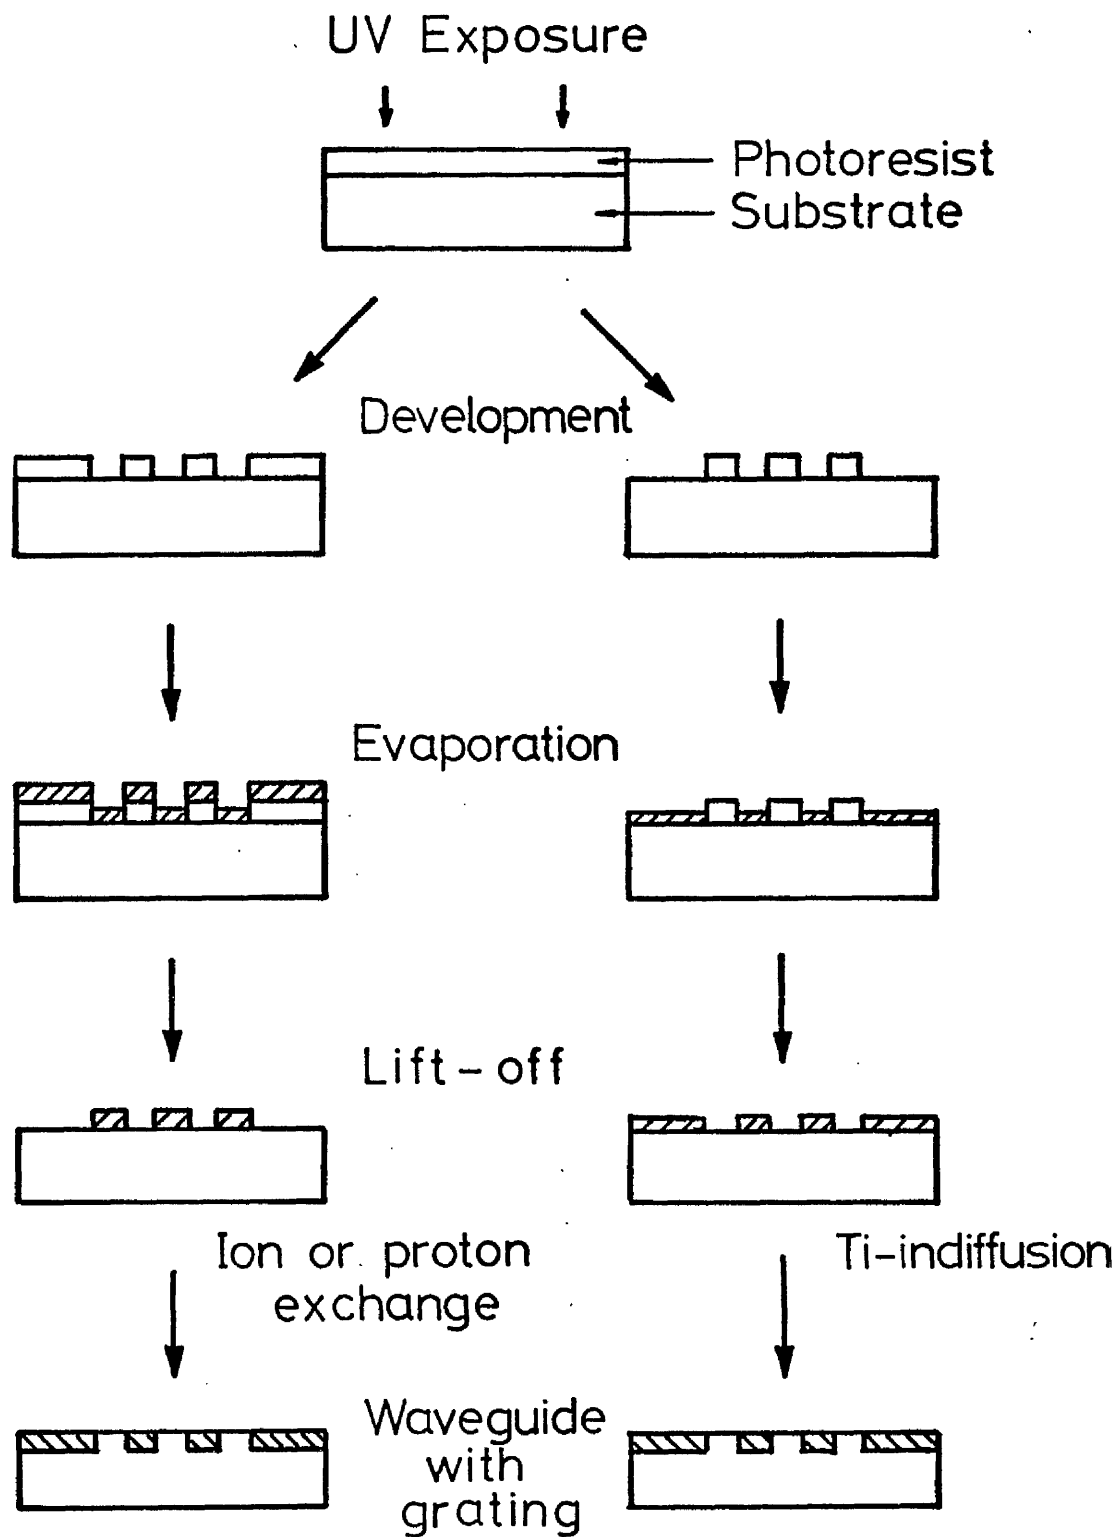 UV Exposure
Photoresist
Substrate
Development
Evaporation
Lift-off
Ion or proton
exchange
Ti-indiffusion
Waveguide
with
grating